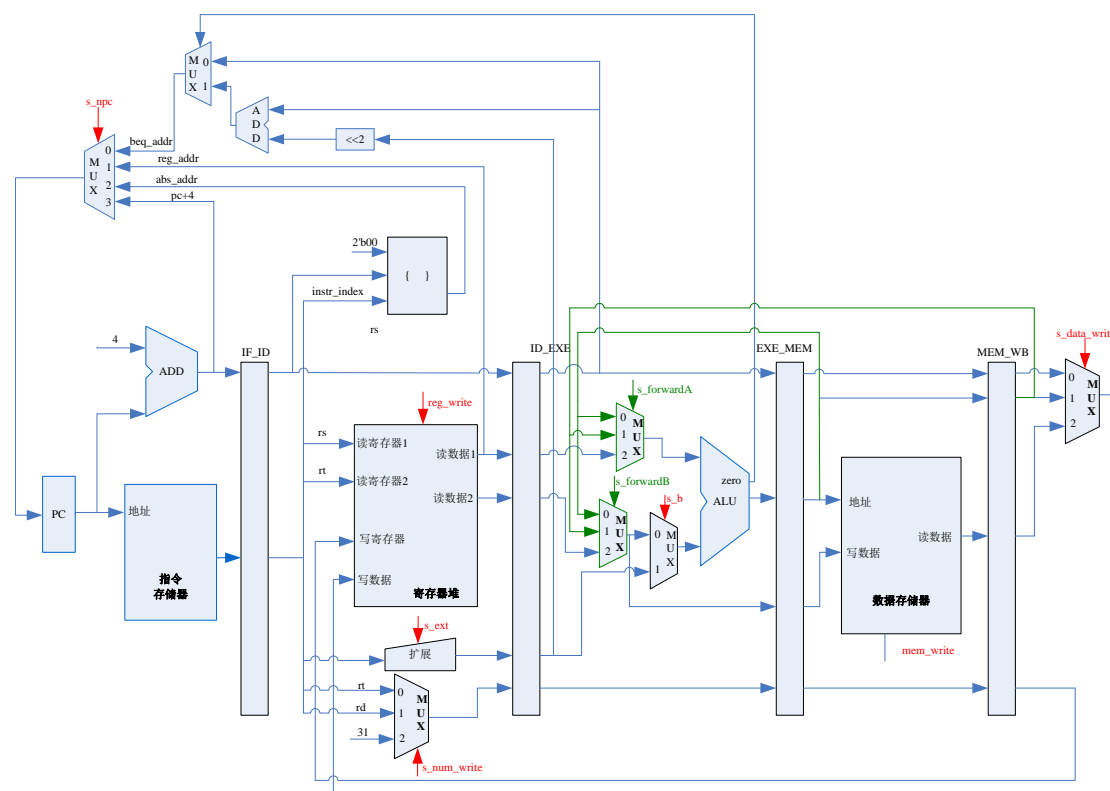 M
U
X
0
1
s_npc
A
D
D
<<2
beq_addr
reg_addr
abs_addr
pc+4
M
U
X
0
1
2
3
2'b00
{ }
instr_index
rs
4
ADD
IF_ID
ID_EXE
EXE_MEM
MEM_WB
s_data_writ
0
1
2
M
U
X
s_forwardA
0
1
2
M
U
X
reg_write
rs
读寄存器1
读数据1
rt
读寄存器2
读数据2
写寄存器
写数据
寄存器堆
s_forwardB
0
1
2
M
U
X
s_b
0
1
M
U
X
zero
ALU
PC
地址
指令
存储器
地址
写数据
读数据
数据存储器
mem_write
s_ext
扩展
rt
rd
31
0
1
2
M
U
X
s_num_write